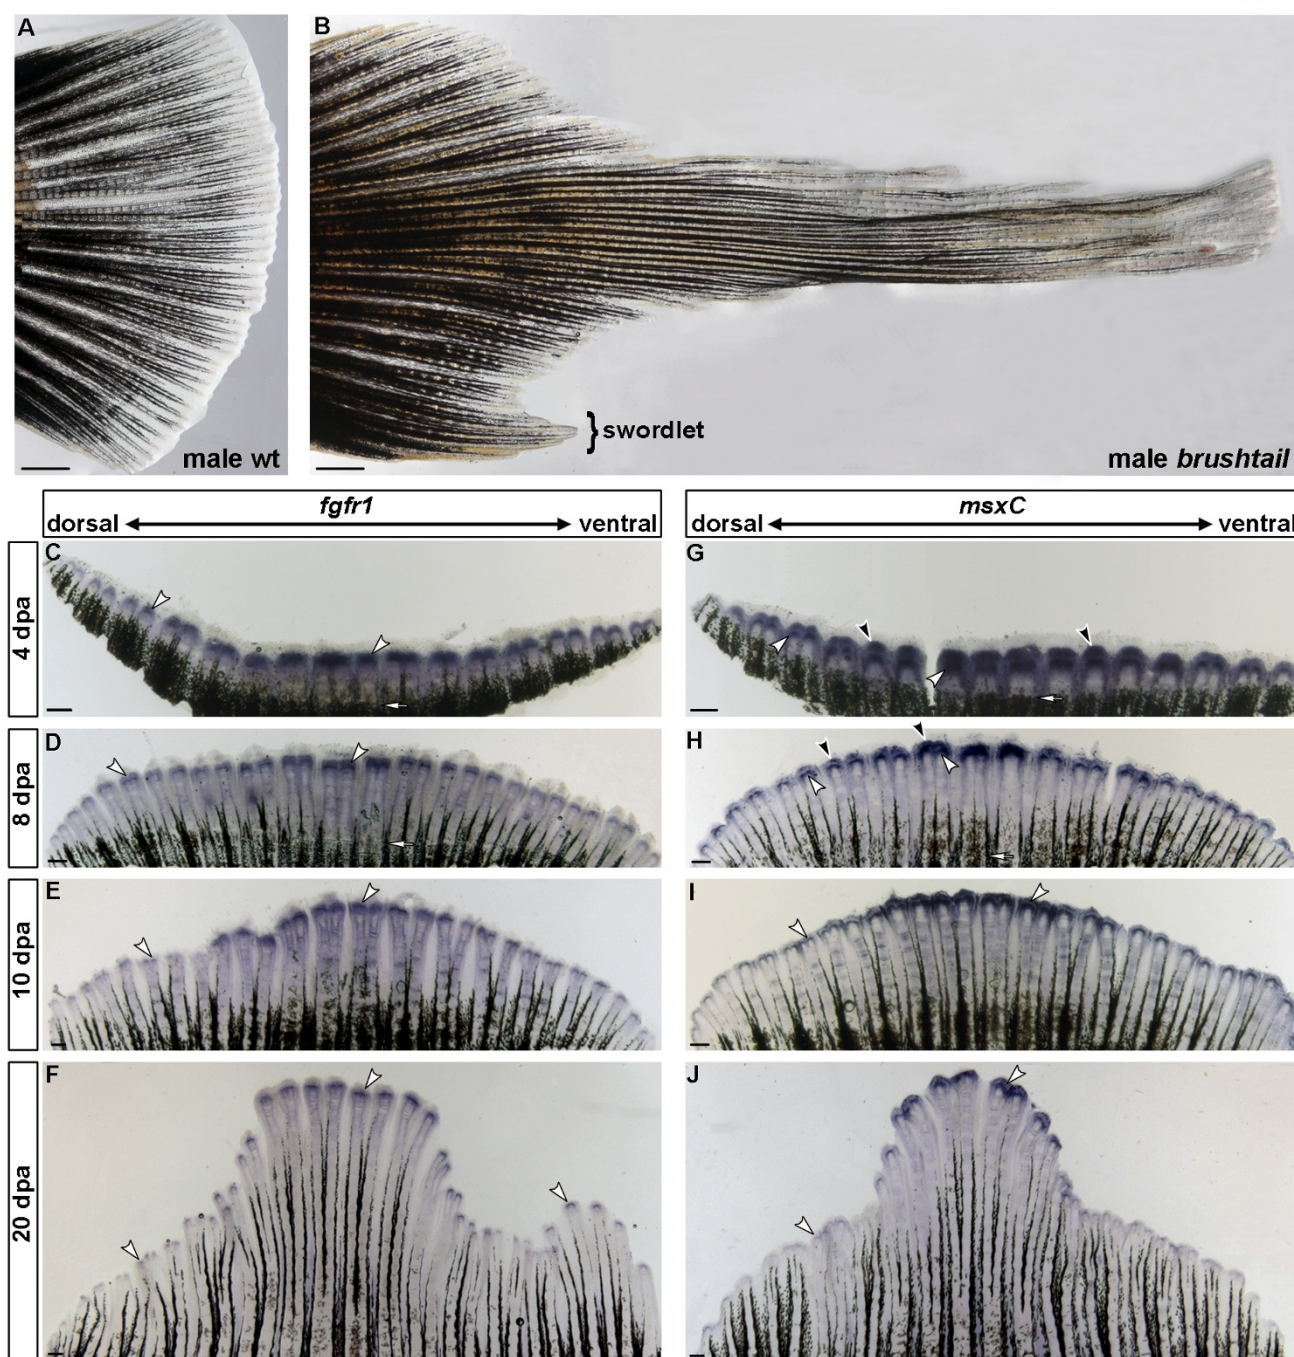 A
B
swordlet
male wt
male brushtail
fgfr1
dorsal ventral
msxC
dorsal ventral
4 dpa
C
G
8 dpa
D
H
10 dpa
E
I
20 dpa
F
J